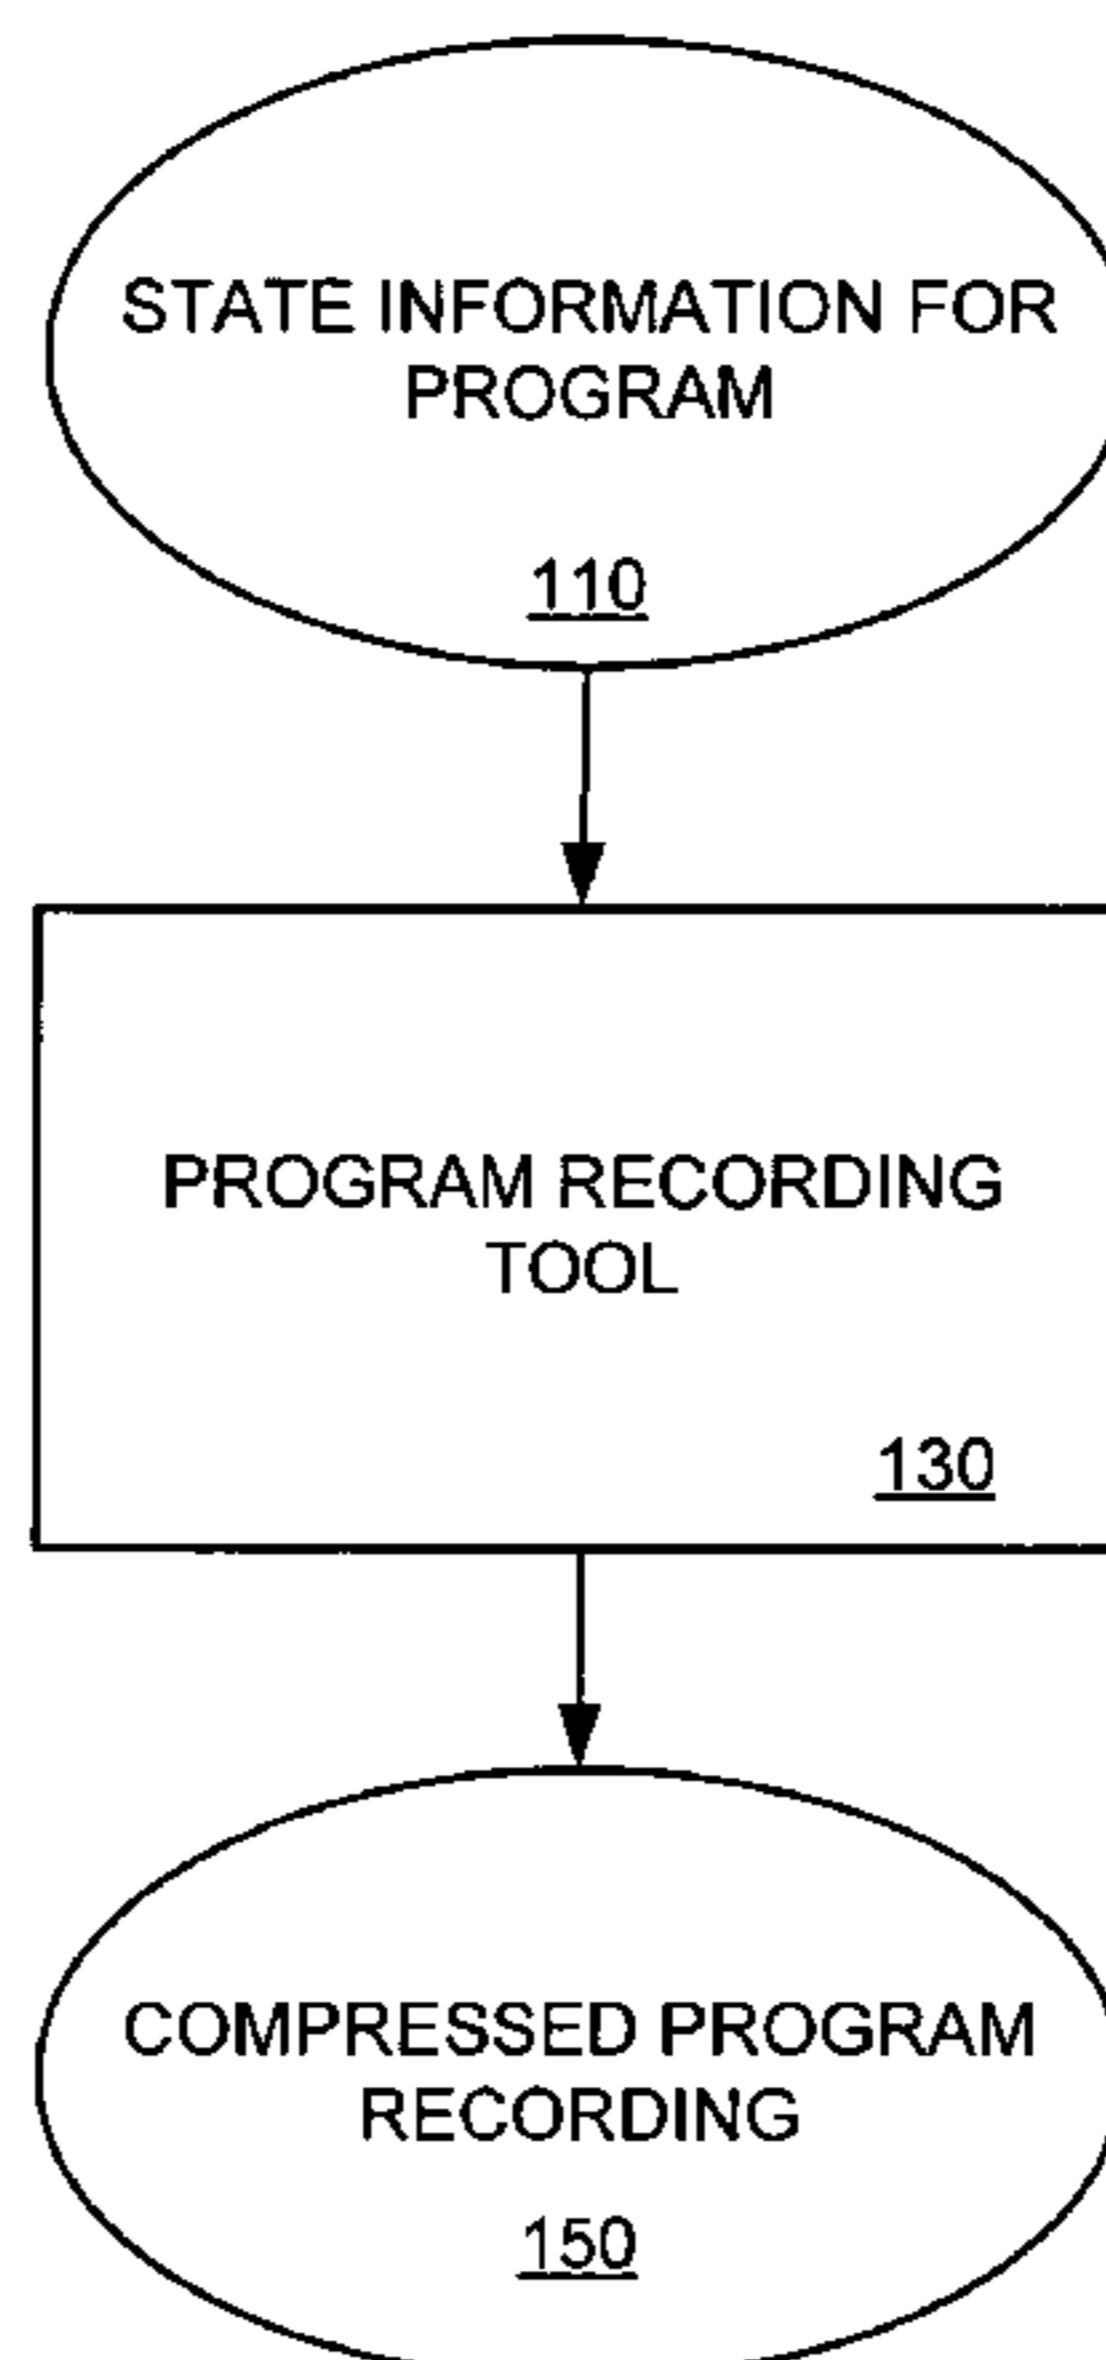 STATE INFORMATION FOR
PROGRAM
110
PROGRAM RECORDING
TOOL
130
COMPRESSED PROGRAM
RECORDING
150